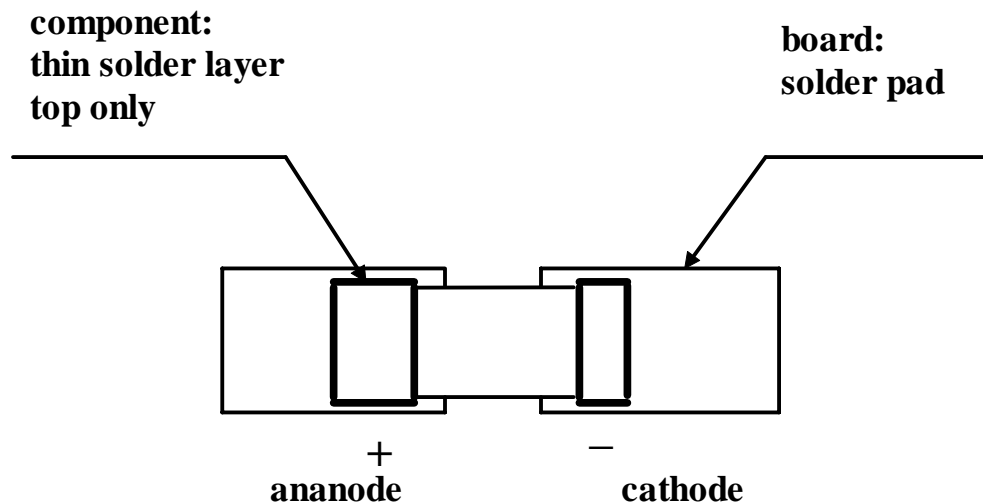 component:
thin solder layer
top only
board:
solder pad
+
−
ananode
cathode